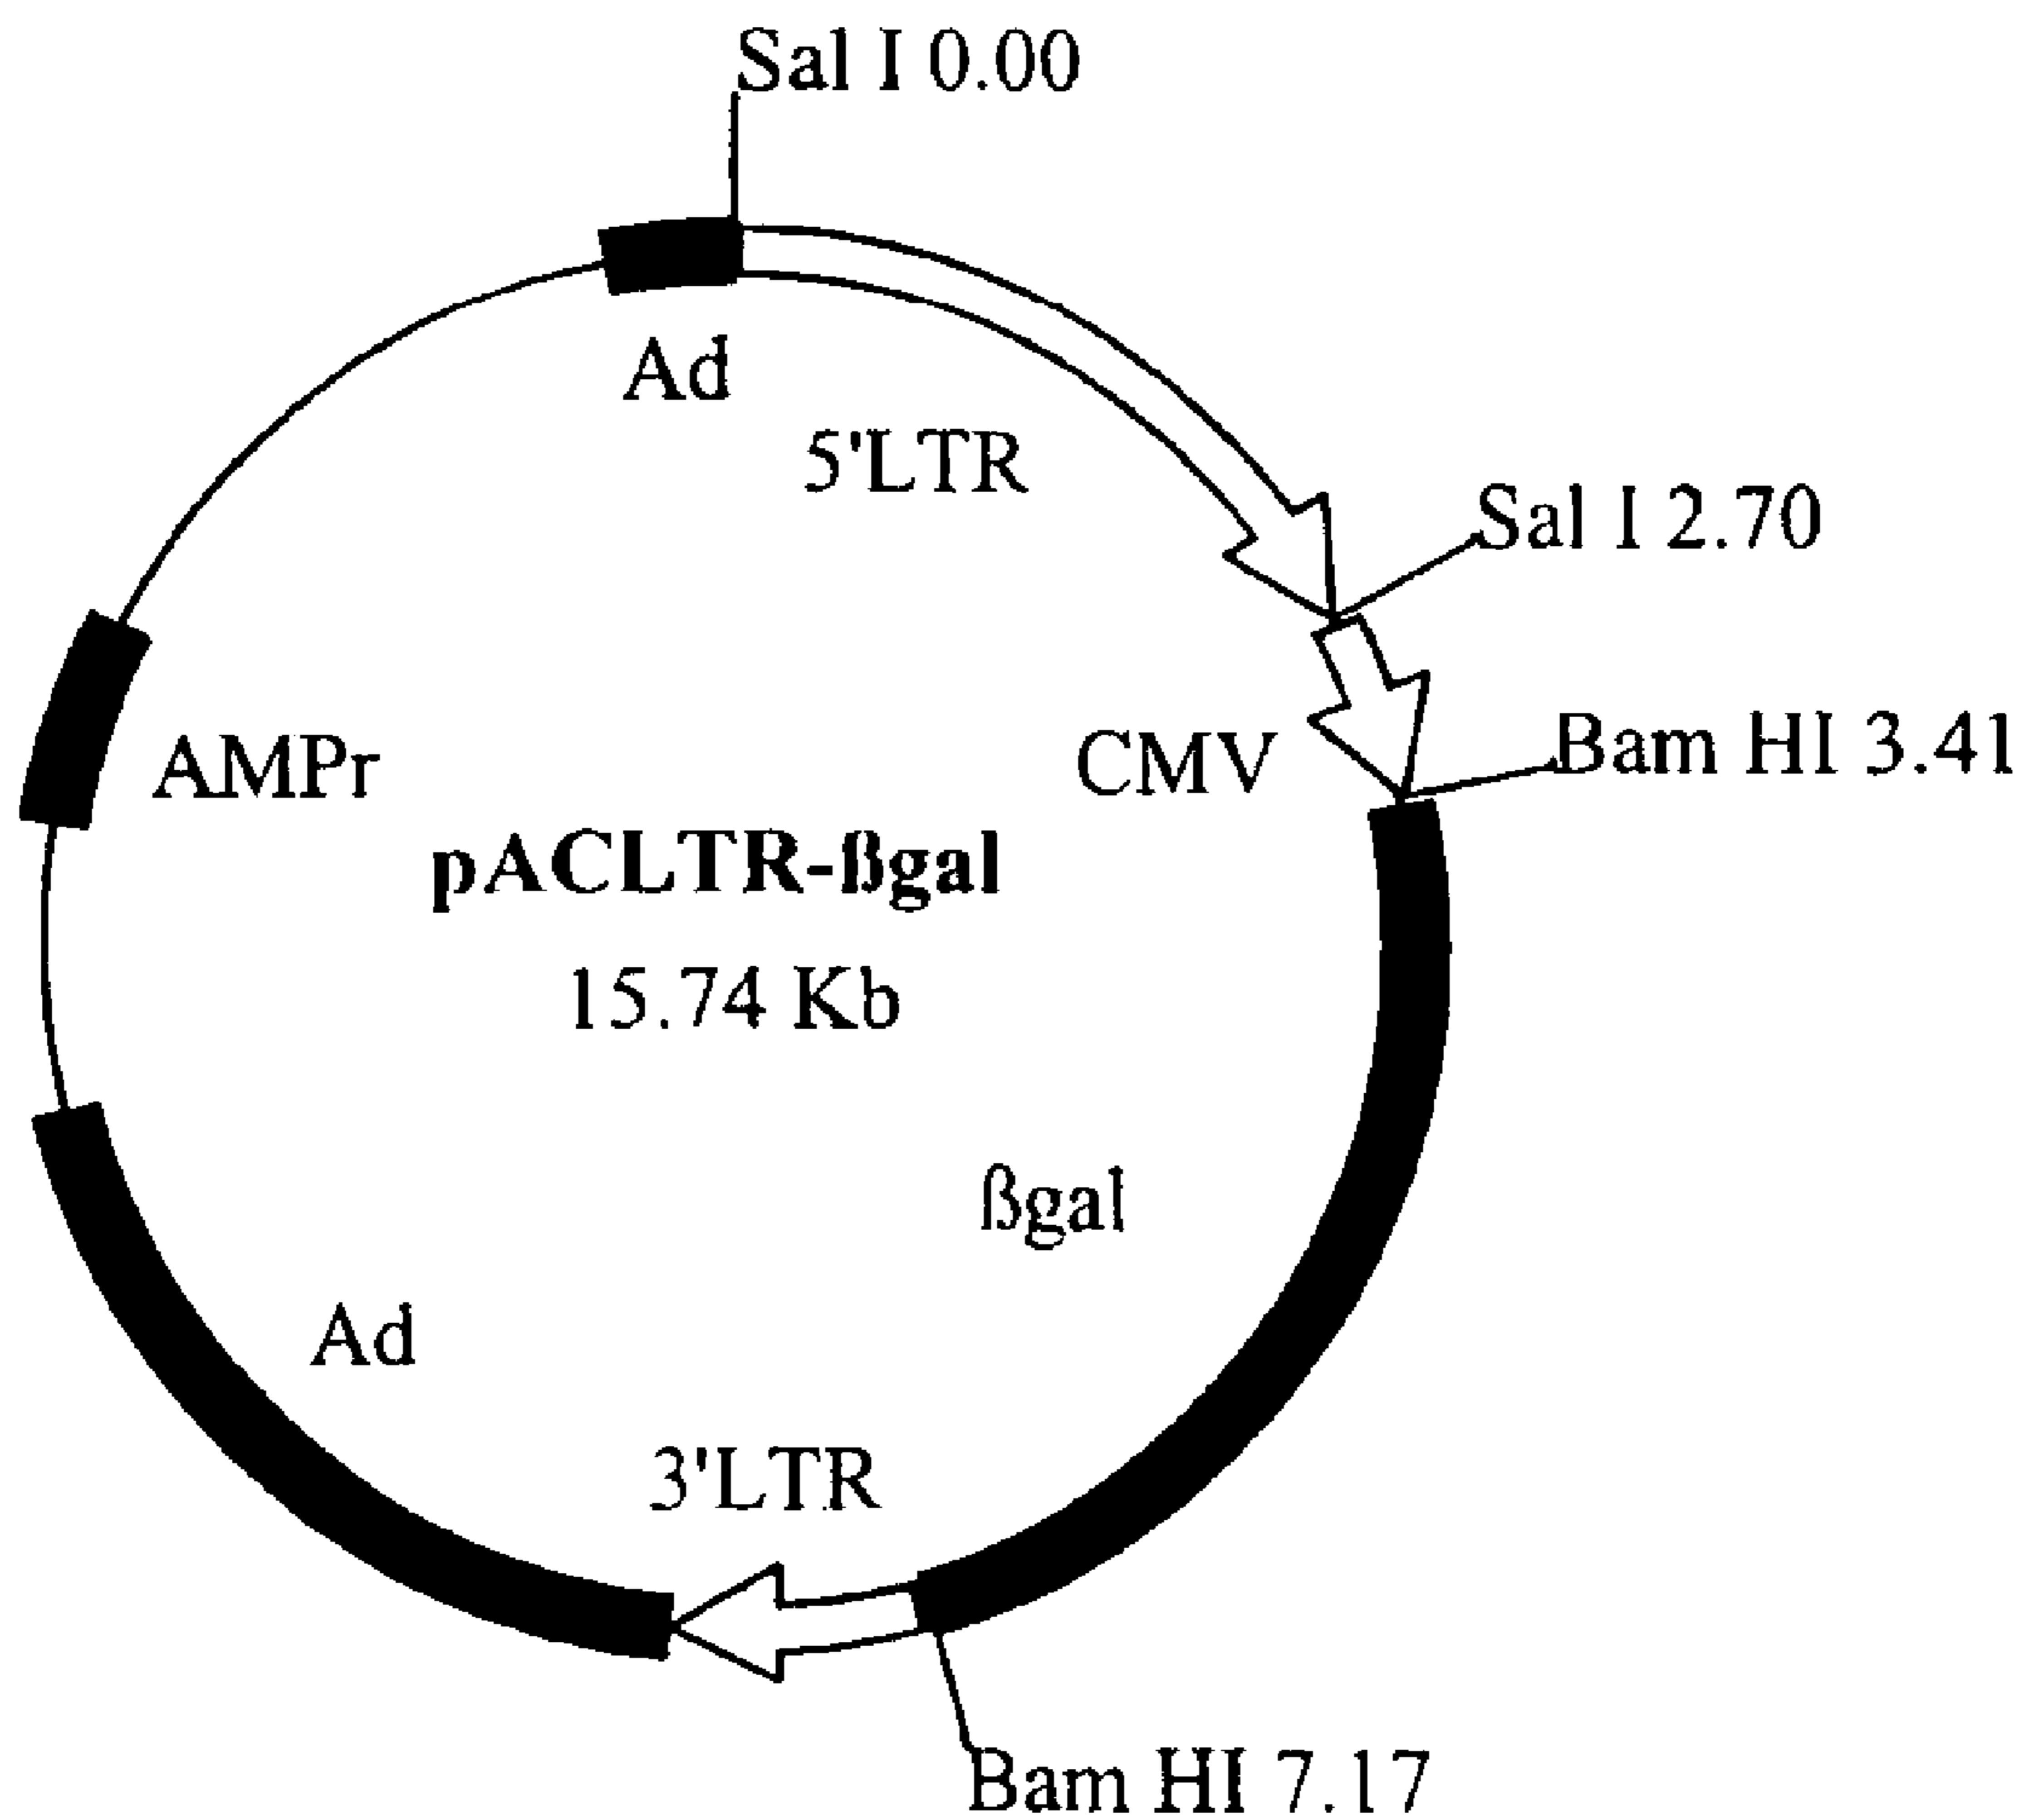 Sal I 0.00
Ad
5'LTR
Sal I 2.70
CMV
Bam HI 3.41
AMPr
pACLTR-ßgal
15.74 Kb
ßgal
Ad
3'LTR
Bam HI 7.17